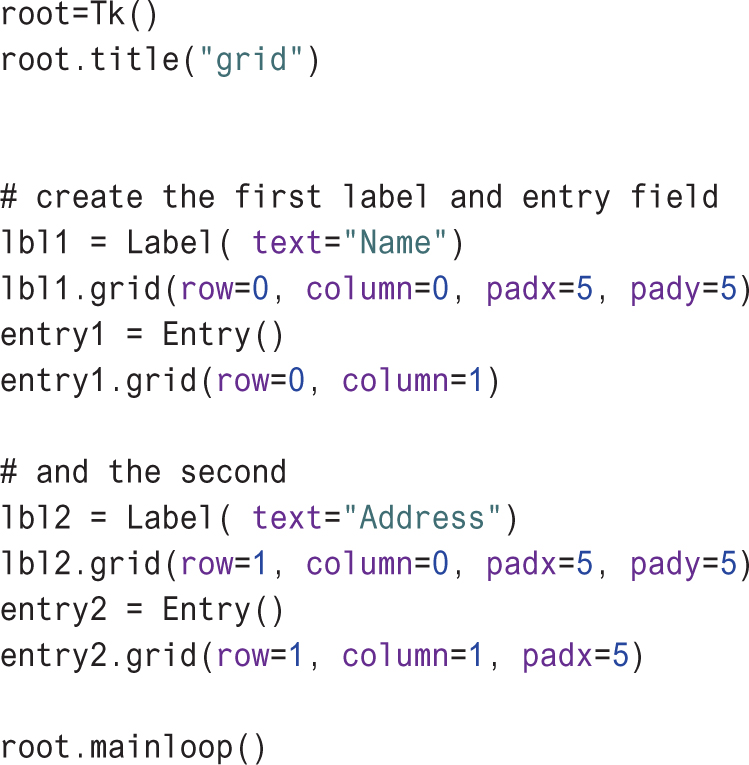 root=Tk()
root.title("grid")
# create the first label and entry field
lbl1 = Label( text="Name")
lbl1.grid(row=0, column=0, padx=5, pady=5)
entry1 = Entry()
entry1.grid(row=0, column=1)
# and the second
lbl2 = Label( text="Address")
lbl2.grid(row=1, column=0, padx=5, pady=5)
entry2 = Entry()
entry2.grid(row=1, column=1, padx=5)
root.mainloop()